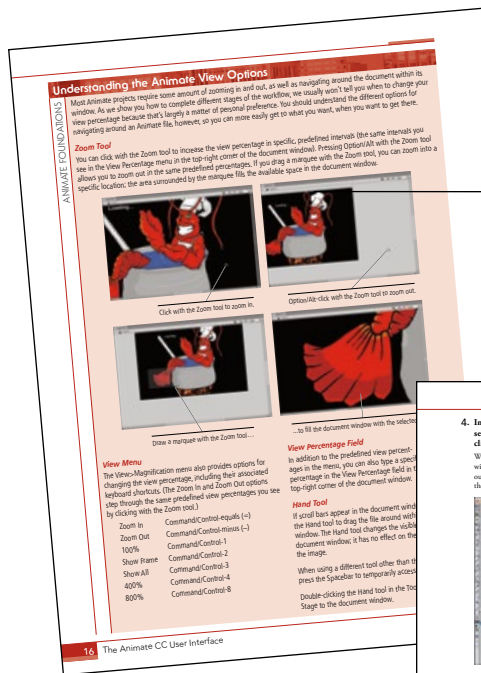 Understanding the Animate View Options
ANIMATE FOUNDATIONS
Most Animate projects require some amount of zooming in and out, as well as navigating around the document within its
window. As we show you how to complete different stages of the workflow, we usually won't tell you when to change your
view percentage because that's largely a matter of personal preference. You should understand the different options for
navigating around an Animate file, however, so you can more easily get to what you want, when you want to get there.
Zoom Tool
You can click with the Zoom tool to increase the view percentage in specific, predefined intervals (the same intervals you
see in the View Percentage menu in the top-right corner of the document window). Pressing Option/Alt with the Zoom tool
allows you to zoom out in the same predefined percentages. If you drag a marquee with the Zoom tool, you can zoom into a
specific location; the area surrounded by the marquee fills the available space in the document window.
Click with the Zoom tool to zoom in.
Option/Alt-click with the Zoom tool to zoom out.
Draw a marquee with the Zoom tool…
…to fill the document window with the selected
View Menu
The View>Magnification menu also provides options for
changing the view percentage, including their associated
keyboard shortcuts. (The Zoom In and Zoom Out options
step through the same predefined view percentages you see
by clicking with the Zoom tool.)
Zoom In Command/Control-equals (=)
Zoom Out Command/Control-minus (–)
100% Command/Control-1
Show Frame Command/Control-2
Show All Command/Control-3
400% Command/Control-4
800% Command/Control-8
View Percentage Field
In addition to the predefined view percent-
ages in the menu, you can also type a specif
percentage in the View Percentage field in t
top-right corner of the document window.
Hand Tool
If scroll bars appear in the document wind
the Hand tool to drag the file around with
window. The Hand tool changes the visible
document window; it has no effect on the
the image.
When using a different tool other than th
press the Spacebar to temporarily access
Double-clicking the Hand tool in the Too
Stage to the document window.
16 The Animate CC User Interface
4. In
se
cl
W
wi
ou
th